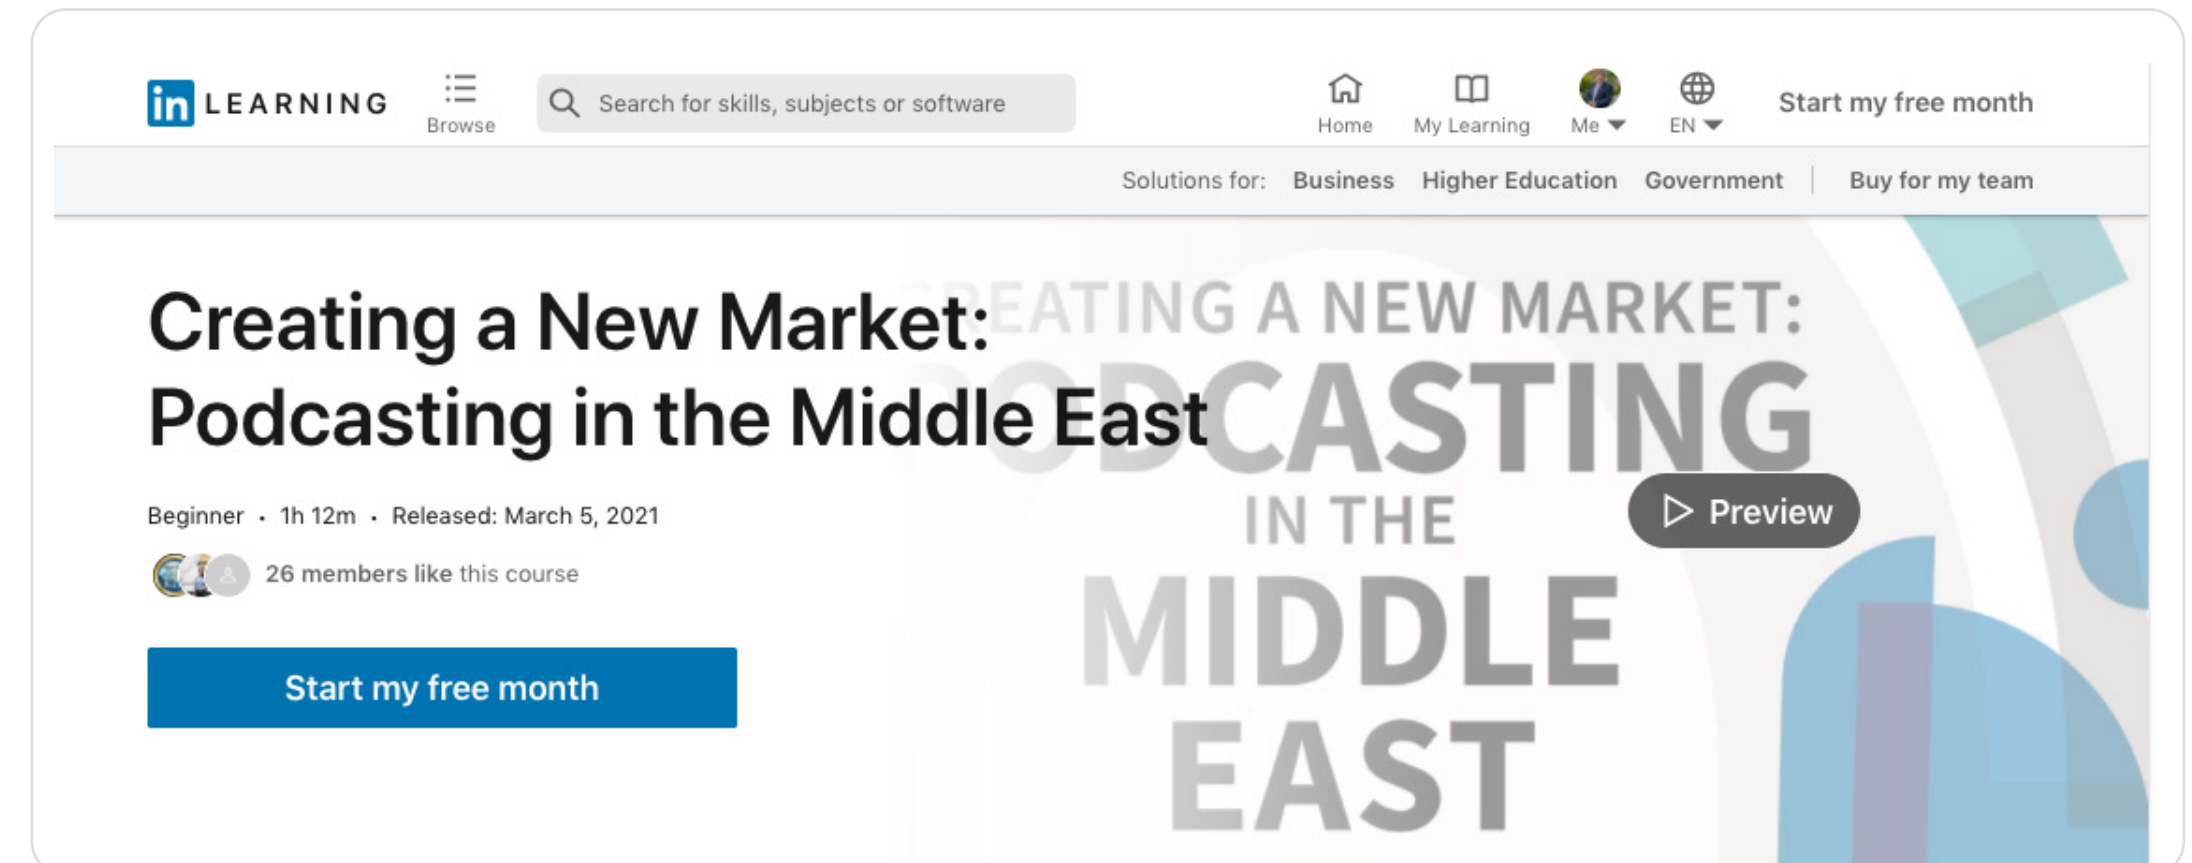 in LEARNING
Browse
Search for skills, subjects or software
Home
My Learning
Me
EN
Start my free month
Solutions for: Business Higher Education Government Buy for my team
Creating a New Market:
Podcasting in the Middle East
Beginner • 1h 12m • Released: March 5, 2021
26 members like this course
Start my free month
CREATING A NEW MARKET:
PODCASTING
IN THE
MIDDLE
EAST
Preview